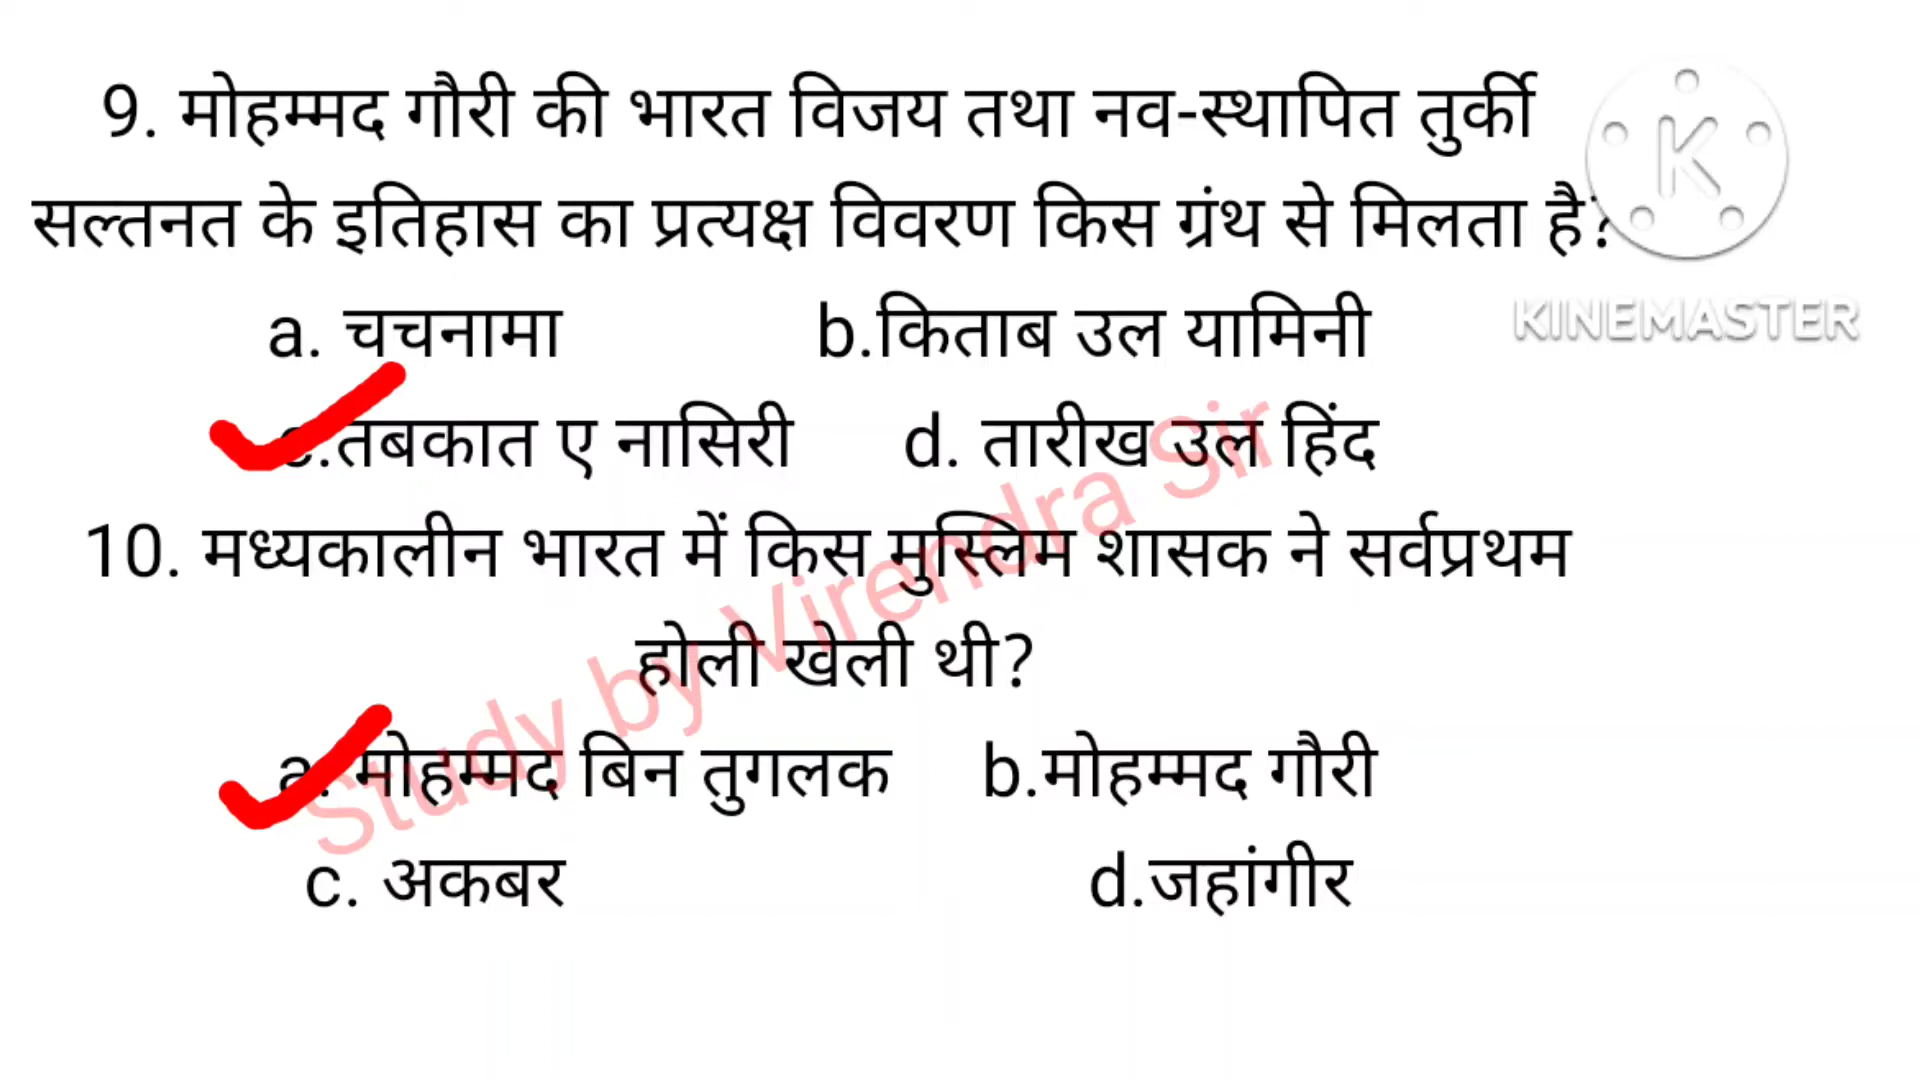 9. मोहम्मद गौरी की भारत विजय तथा नव-स्थापित तुर्की
सल्तनत के इतिहास का प्रत्यक्ष विवरण किस ग्रंथ से मिलता है?
a. चचनामा b.किताब उल यामिनी
c.तबकात ए नासिरी d. तारीख उल हिंद
10. मध्यकालीन भारत में किस मुस्लिम शासक ने सर्वप्रथम
होली खेली थी?
a. मोहम्मद बिन तुगलक b.मोहम्मद गौरी
c. अकबर d.जहांगीर
Study by Virendra Sir
K
KINEMASTER